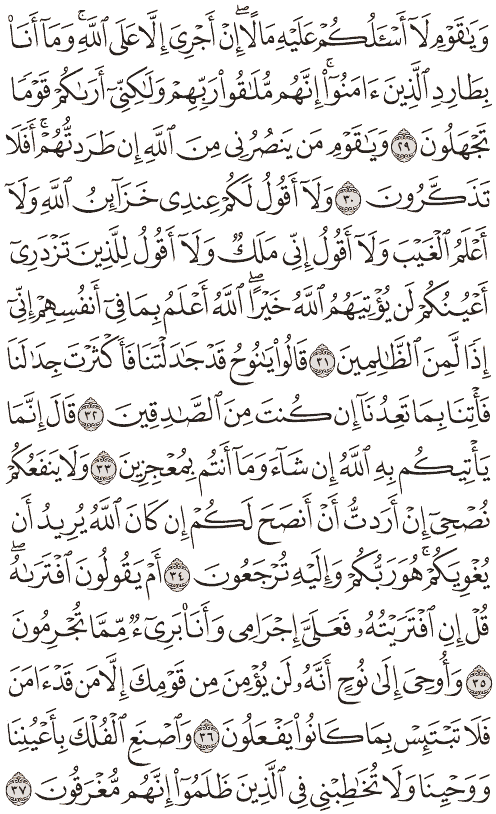 وَيَـٰقَوْمِ لَآ أَسْـَٔلُكُمْ عَلَيْهِ مَالًا ۖ إِنْ أَجْرِىَ إِلَّا عَلَى ٱللَّهِ ۚ وَمَآ أَنَا۠
بِطَارِدِ ٱلَّذِينَ ءَامَنُوٓا۟ ۚ إِنَّهُم مُّلَـٰقُوا۟ رَبِّهِمْ وَلَـٰكِنِّىٓ أَرَىٰكُمْ قَوْمًا
تَجْهَلُونَ ٢٩ وَيَـٰقَوْمِ مَن يَنصُرُنِى مِنَ ٱللَّهِ إِن طَرَدتُّهُمْ ۚ أَفَلَا
تَذَكَّرُونَ ٣٠ وَلَآ أَقُولُ لَكُمْ عِندِى خَزَآئِنُ ٱللَّهِ وَلَآ
أَعْلَمُ ٱلْغَيْبَ وَلَآ أَقُولُ إِنِّى مَلَكٌ وَلَآ أَقُولُ لِلَّذِينَ تَزْدَرِىٓ
أَعْيُنُكُمْ لَن يُؤْتِيَهُمُ ٱللَّهُ خَيْرًا ۖ ٱللَّهُ أَعْلَمُ بِمَا فِىٓ أَنفُسِهِمْ ۖ إِنِّىٓ
إِذًا لَّمِنَ ٱلظَّـٰلِمِينَ ٣١ قَالُوا۟ يَـٰنُوحُ قَدْ جَـٰدَلْتَنَا فَأَكْثَرْتَ جِدَٰلَنَا
فَأْتِنَا بِمَا تَعِدُنَآ إِن كُنتَ مِنَ ٱلصَّـٰدِقِينَ ٣٢ قَالَ إِنَّمَا
يَأْتِيكُم بِهِ ٱللَّهُ إِن شَآءَ وَمَآ أَنتُم بِمُعْجِزِينَ ٣٣ وَلَا يَنفَعُكُمْ
نُصْحِىٓ إِنْ أَرَدتُّ أَنْ أَنصَحَ لَكُمْ إِن كَانَ ٱللَّهُ يُرِيدُ أَن
يُغْوِيَكُمْ ۚ هُوَ رَبُّكُمْ وَإِلَيْهِ تُرْجَعُونَ ٣٤ أَمْ يَقُولُونَ ٱفْتَرَىٰهُ ۖ
قُلْ إِنِ ٱفْتَرَيْتُهُۥ فَعَلَىَّ إِجْرَامِى وَأَنَا۠ بَرِىٓءٌ مِّمَّا تُجْرِمُونَ
٣٥ وَأُوحِىَ إِلَىٰ نُوحٍ أَنَّهُۥ لَن يُؤْمِنَ مِن قَوْمِكَ إِلَّا مَن قَدْ ءَامَنَ
فَلَا تَبْتَئِسْ بِمَا كَانُوا۟ يَفْعَلُونَ ٣٦ وَٱصْنَعِ ٱلْفُلْكَ بِأَعْيُنِنَا
وَوَحْيِنَا وَلَا تُخَـٰطِبْنِى فِى ٱلَّذِينَ ظَلَمُوٓا۟ ۚ إِنَّهُم مُّغْرَقُونَ ٣٧